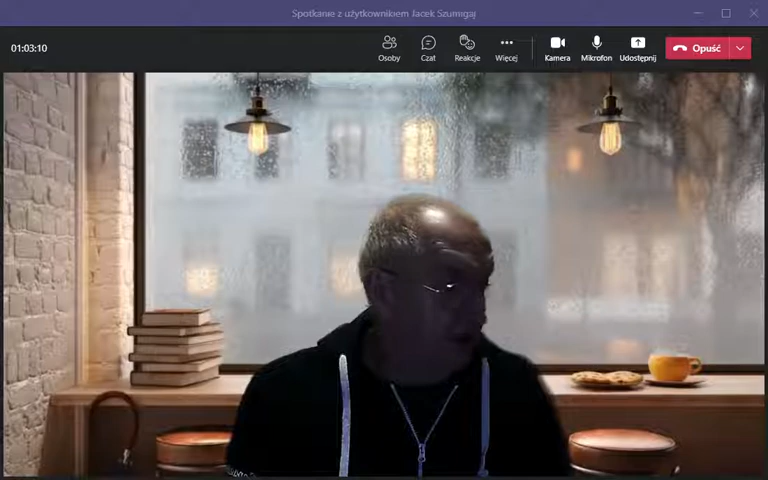 Spotkanie z użytkownikiem Jacek Szumigaj
01:03:10
Osoby
Czat
Reakcje
Więcej
Kamera
Mikrofon
Udostępnij
Opuść